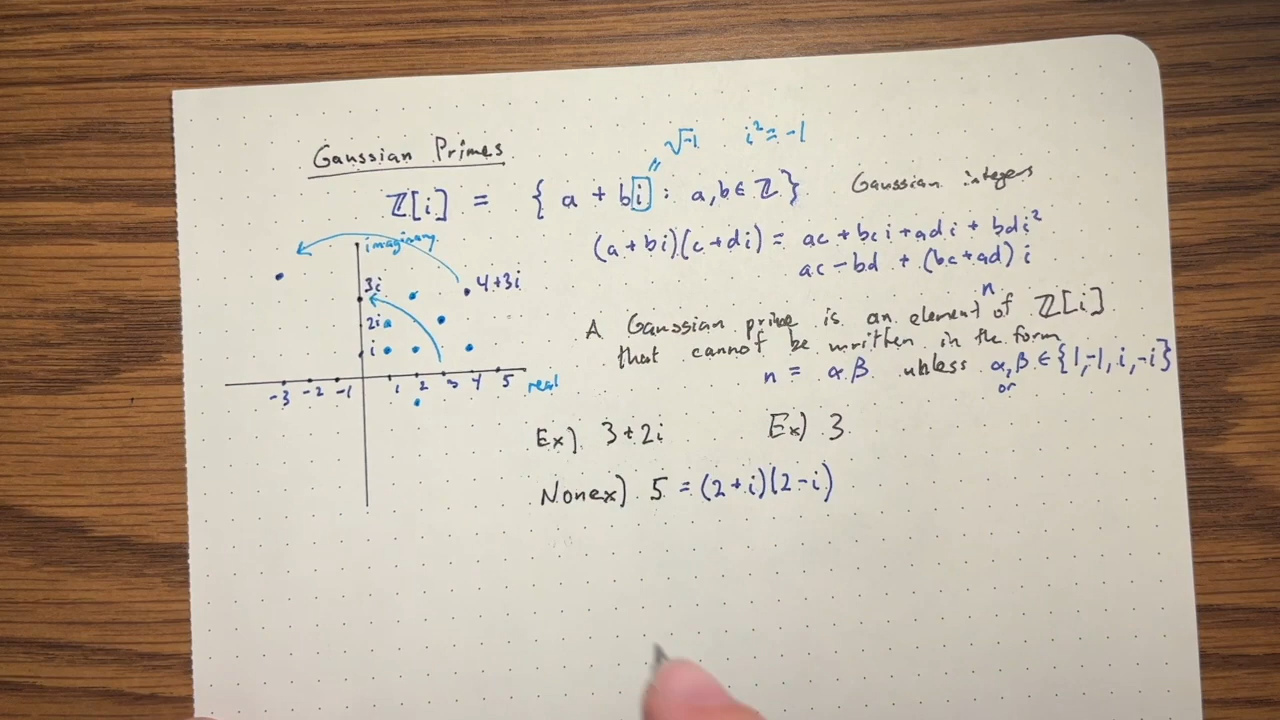 Gaussian Primes
√-1 i² = -1
ℤ[i] = { a + bi : a,b ∈ ℤ } Gaussian integers
(a+bi)(c+di) = ac + bci + adi + bdi²
ac - bd + (bc+ad) i
imaginary
3i
4+3i
2i
i
-3 -2 -1 1 2 3 4 5 real
A Gaussian prime is an element n of ℤ[i]
that cannot be written in the form
n = α·β unless α, β ∈ {1,-1,i,-i}
or
Ex) 3+2i Ex) 3
Nonex) 5 = (2+i)(2-i)